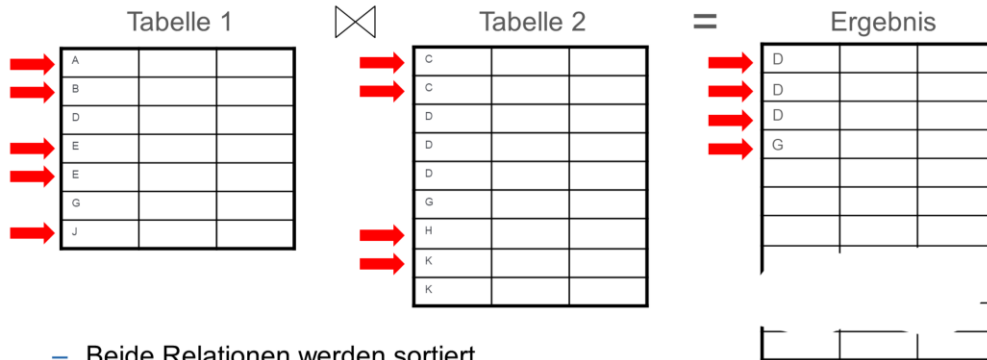 Tabelle 1 ⋈ Tabelle 2 = Ergebnis
A
B
D
E
E
G
J
C
C
D
D
D
G
H
K
K
D
D
D
G
– Beide Relationen werden sortiert